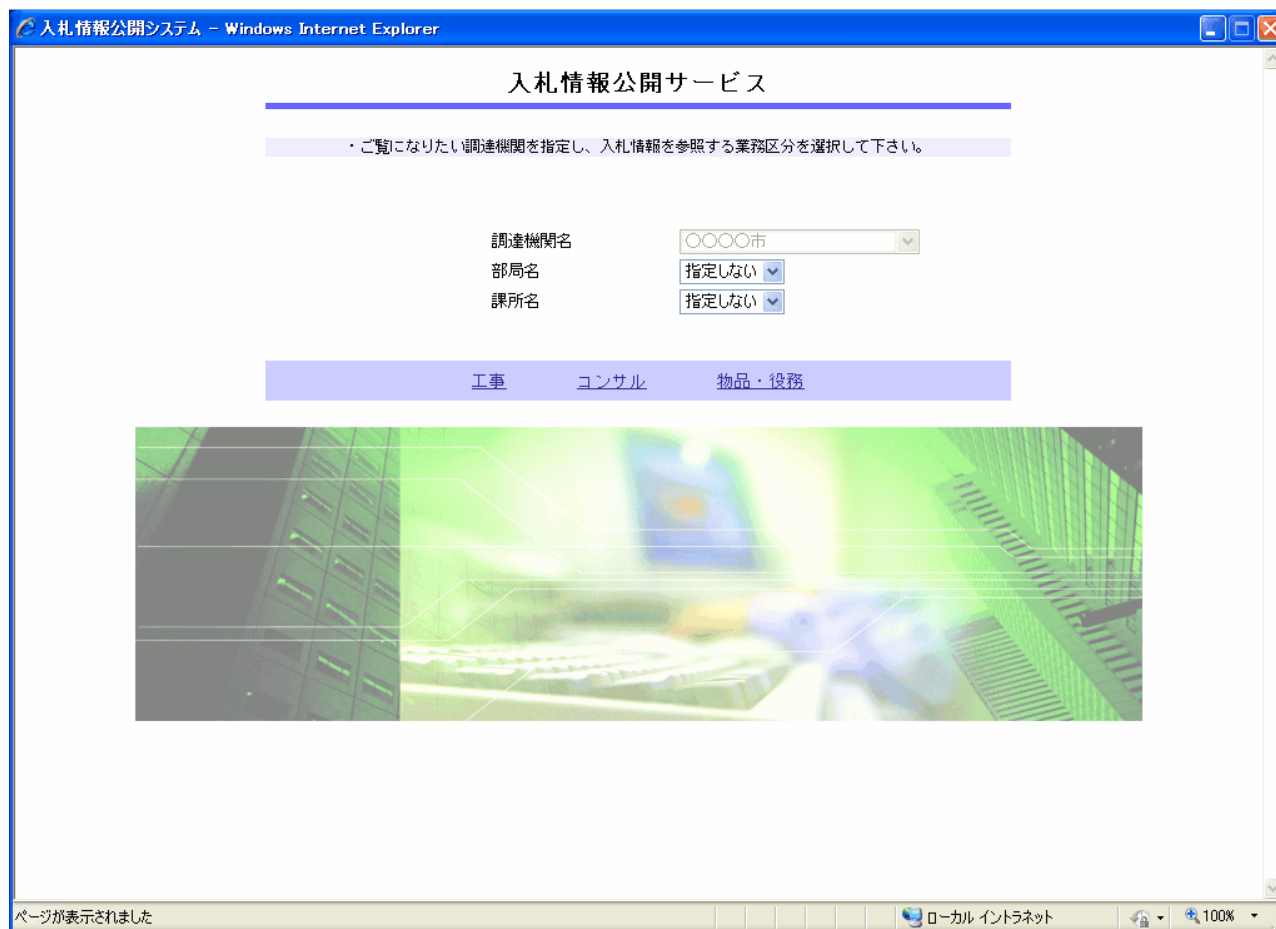 入札情報公開システム - Windows Internet Explorer
入札情報公開サービス
・ご覧になりたい調達機関を指定し、入札情報を参照する業務区分を選択して下さい。
調達機関名 ○○○○市
部局名 指定しない
課所名 指定しない
工事 コンサル 物品・役務
ページが表示されました ローカル イントラネット 100%